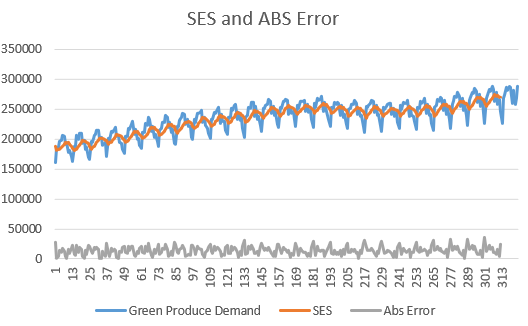 SES and ABS Error
350000
300000
250000
200000
150000
100000
50000
0
1 13 25 37 49 61 73 85 97 109 121 133 145 157 169 181 193 205 217 229 241 253 265 277 289 301 313
Green Produce Demand SES Abs Error